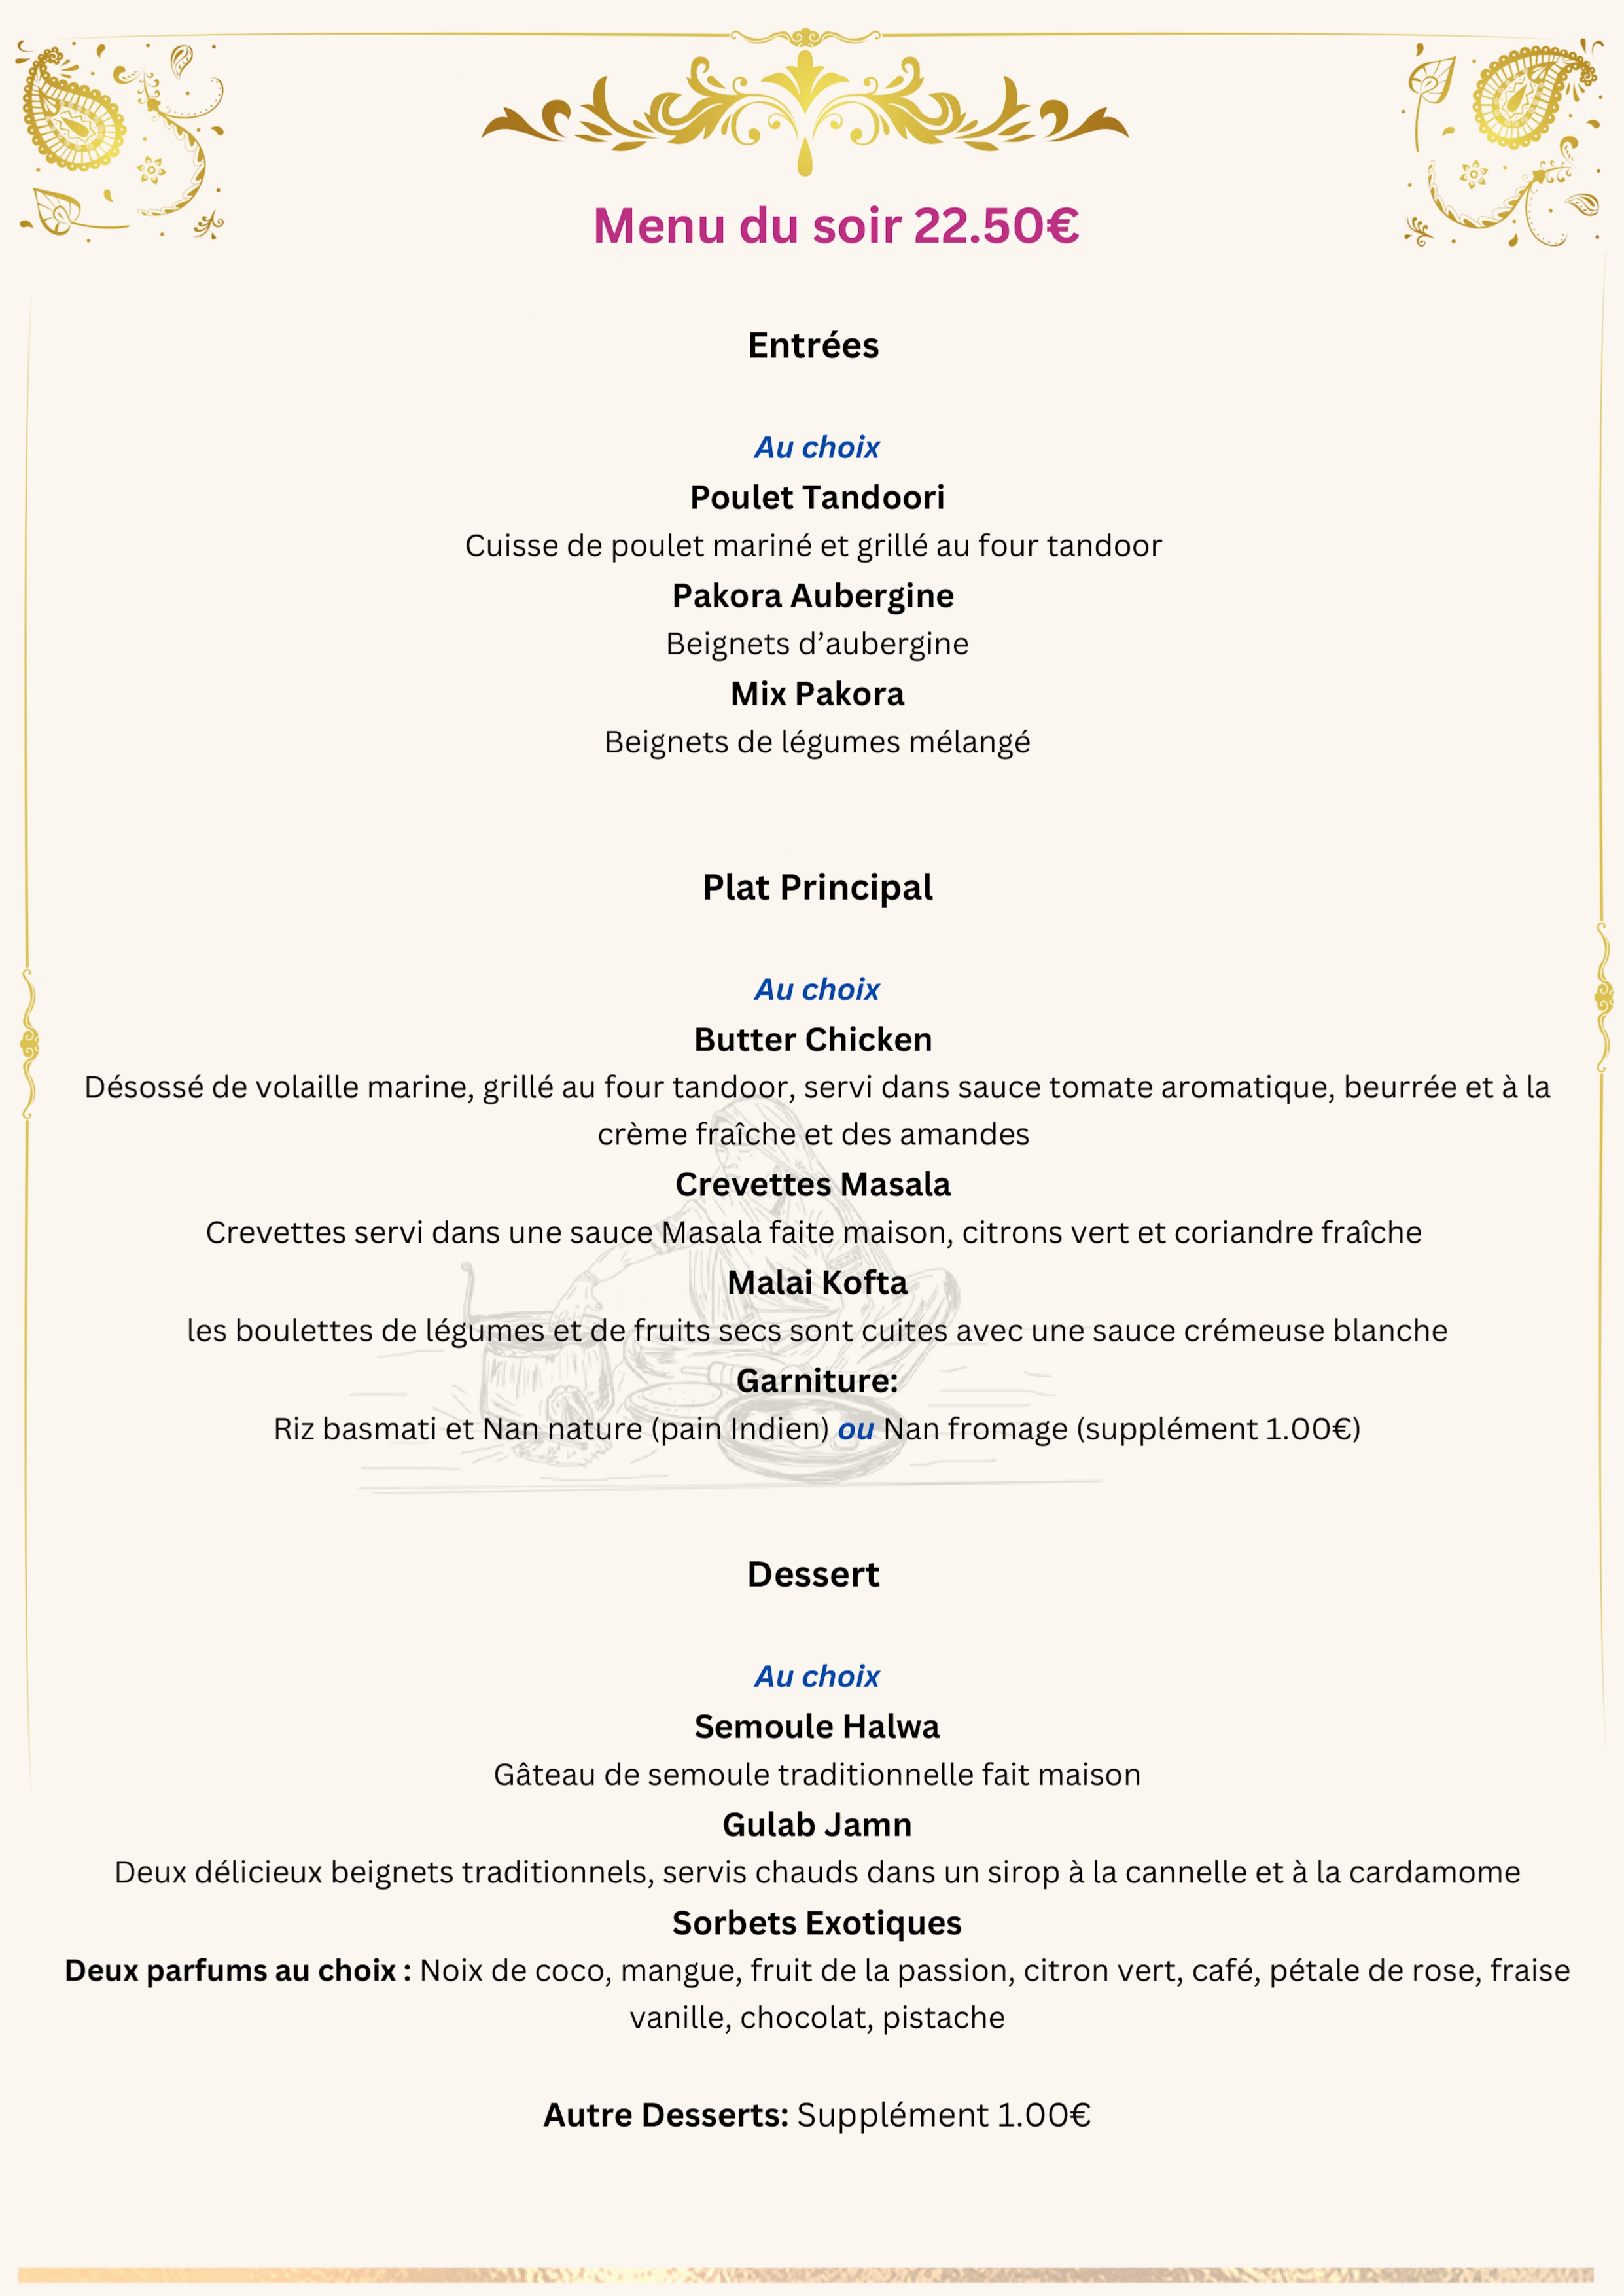 Menu du soir 22.50€
Entrées
Au choix
Poulet Tandoori
Cuisse de poulet mariné et grillé au four tandoor
Pakora Aubergine
Beignets d’aubergine
Mix Pakora
Beignets de légumes mélangé
Plat Principal
Au choix
Butter Chicken
Désossé de volaille marine, grillé au four tandoor, servi dans sauce tomate aromatique, beurrée et à la
crème fraîche et des amandes
Crevettes Masala
Crevettes servi dans une sauce Masala faite maison, citrons vert et coriandre fraîche
Malai Kofta
les boulettes de légumes et de fruits secs sont cuites avec une sauce crémeuse blanche
Garniture:
Riz basmati et Nan nature (pain Indien) ou Nan fromage (supplément 1.00€)
Dessert
Au choix
Semoule Halwa
Gâteau de semoule traditionnelle fait maison
Gulab Jamn
Deux délicieux beignets traditionnels, servis chauds dans un sirop à la cannelle et à la cardamome
Sorbets Exotiques
Deux parfums au choix : Noix de coco, mangue, fruit de la passion, citron vert, café, pétale de rose, fraise
vanille, chocolat, pistache
Autre Desserts: Supplément 1.00€